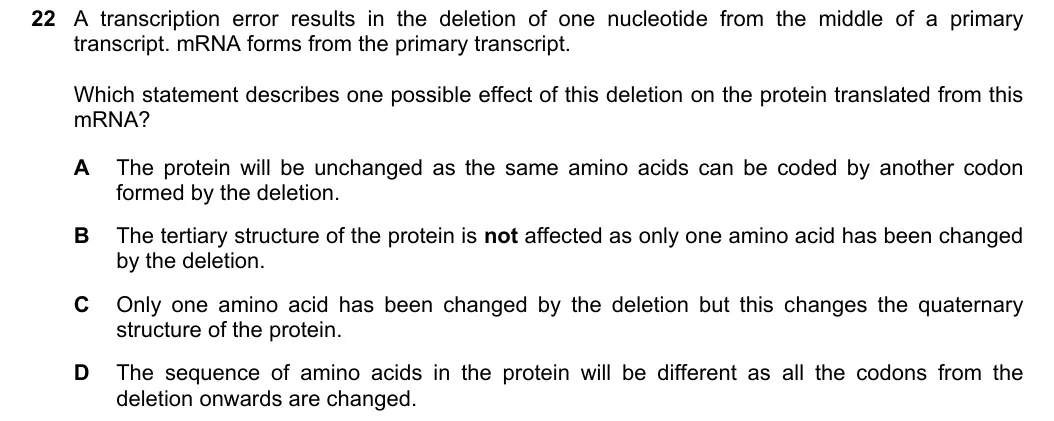 22 A transcription error results in the deletion of one nucleotide from the middle of a primary
transcript. mRNA forms from the primary transcript.
Which statement describes one possible effect of this deletion on the protein translated from this
mRNA?
A The protein will be unchanged as the same amino acids can be coded by another codon
formed by the deletion.
B The tertiary structure of the protein is not affected as only one amino acid has been changed
by the deletion.
C Only one amino acid has been changed by the deletion but this changes the quaternary
structure of the protein.
D The sequence of amino acids in the protein will be different as all the codons from the
deletion onwards are changed.